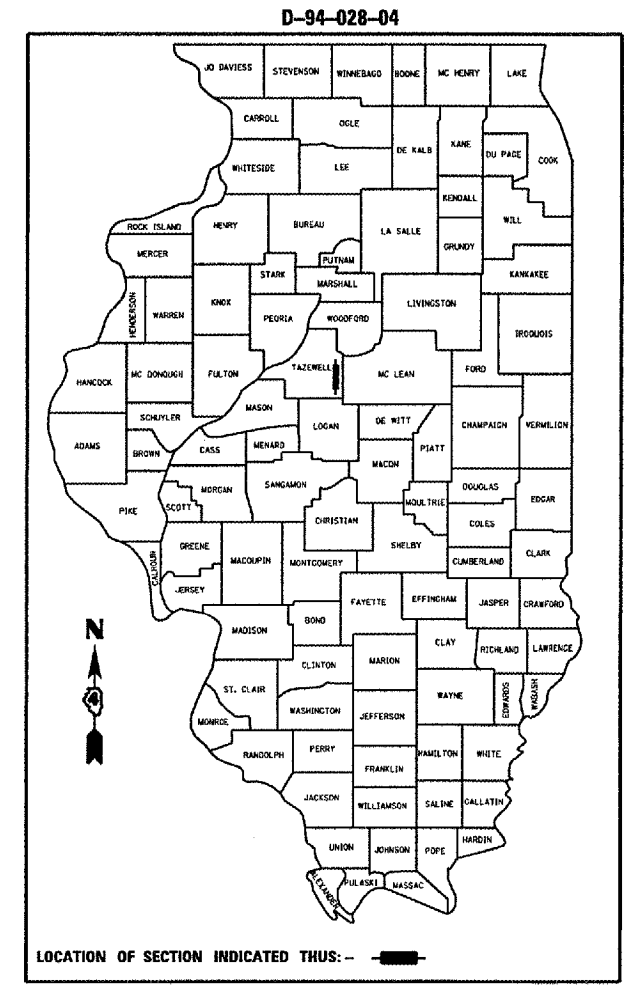 D-94-028-04
JO DAVIESS
STEVENSON
WINNEBAGO
BOONE
MC HENRY
LAKE
CARROLL
OGLE
DE KALB
KANE
DU PAGE
COOK
WHITESIDE
LEE
KENDALL
WILL
ROCK ISLAND
HENRY
BUREAU
LA SALLE
GRUNDY
MERCER
PUTNAM
STARK
MARSHALL
KANKAKEE
HENDERSON
WARREN
KNOX
PEORIA
WOODFORD
LIVINGSTON
IROQUOIS
HANCOCK
MC DONOUGH
FULTON
TAZEWELL
MC LEAN
FORD
MASON
SCHUYLER
LOGAN
DE WITT
CHAMPAIGN
VERMILION
ADAMS
BROWN
CASS
MENARD
PIATT
MACON
PIKE
SCOTT
MORGAN
SANGAMON
MOULTRIE
DOUGLAS
EDGAR
CHRISTIAN
COLES
SHELBY
GREENE
MACOUPIN
MONTGOMERY
CUMBERLAND
CLARK
CALHOUN
JERSEY
FAYETTE
EFFINGHAM
JASPER
CRAWFORD
MADISON
BOND
CLAY
RICHLAND
LAWRENCE
N
CLINTON
MARION
ST. CLAIR
WAYNE
EDWARDS
WABASH
4
WASHINGTON
JEFFERSON
MONROE
RANDOLPH
PERRY
HAMILTON
WHITE
FRANKLIN
JACKSON
WILLIAMSON
SALINE
GALLATIN
UNION
JOHNSON
POPE
HARDIN
ALEXANDER
PULASKI
MASSAC
LOCATION OF SECTION INDICATED THUS:-